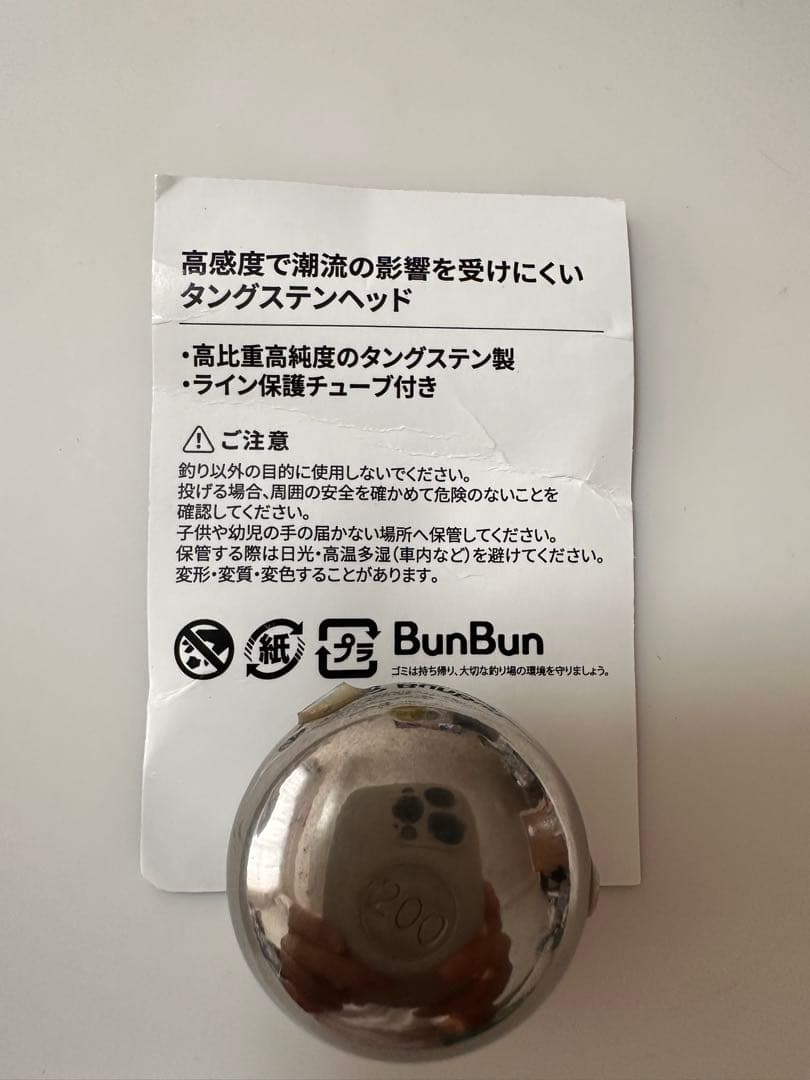 高感度で潮流の影響を受けにくい
タングステンヘッド
・高比重高純度のタングステン製
・ライン保護チューブ付き
ご注意
釣り以外の目的に使用しないでください。
投げる場合、周囲の安全を確かめて危険のないことを
確認してください。
子供や幼児の手の届かない場所へ保管してください。
保管する際は日光・高温多湿(車内など)を避けてください。
変形・変質・変色することがあります。
紙
プラ
BunBun
ゴミは持ち帰り、大切な釣り場の環境を守りましょう。
200